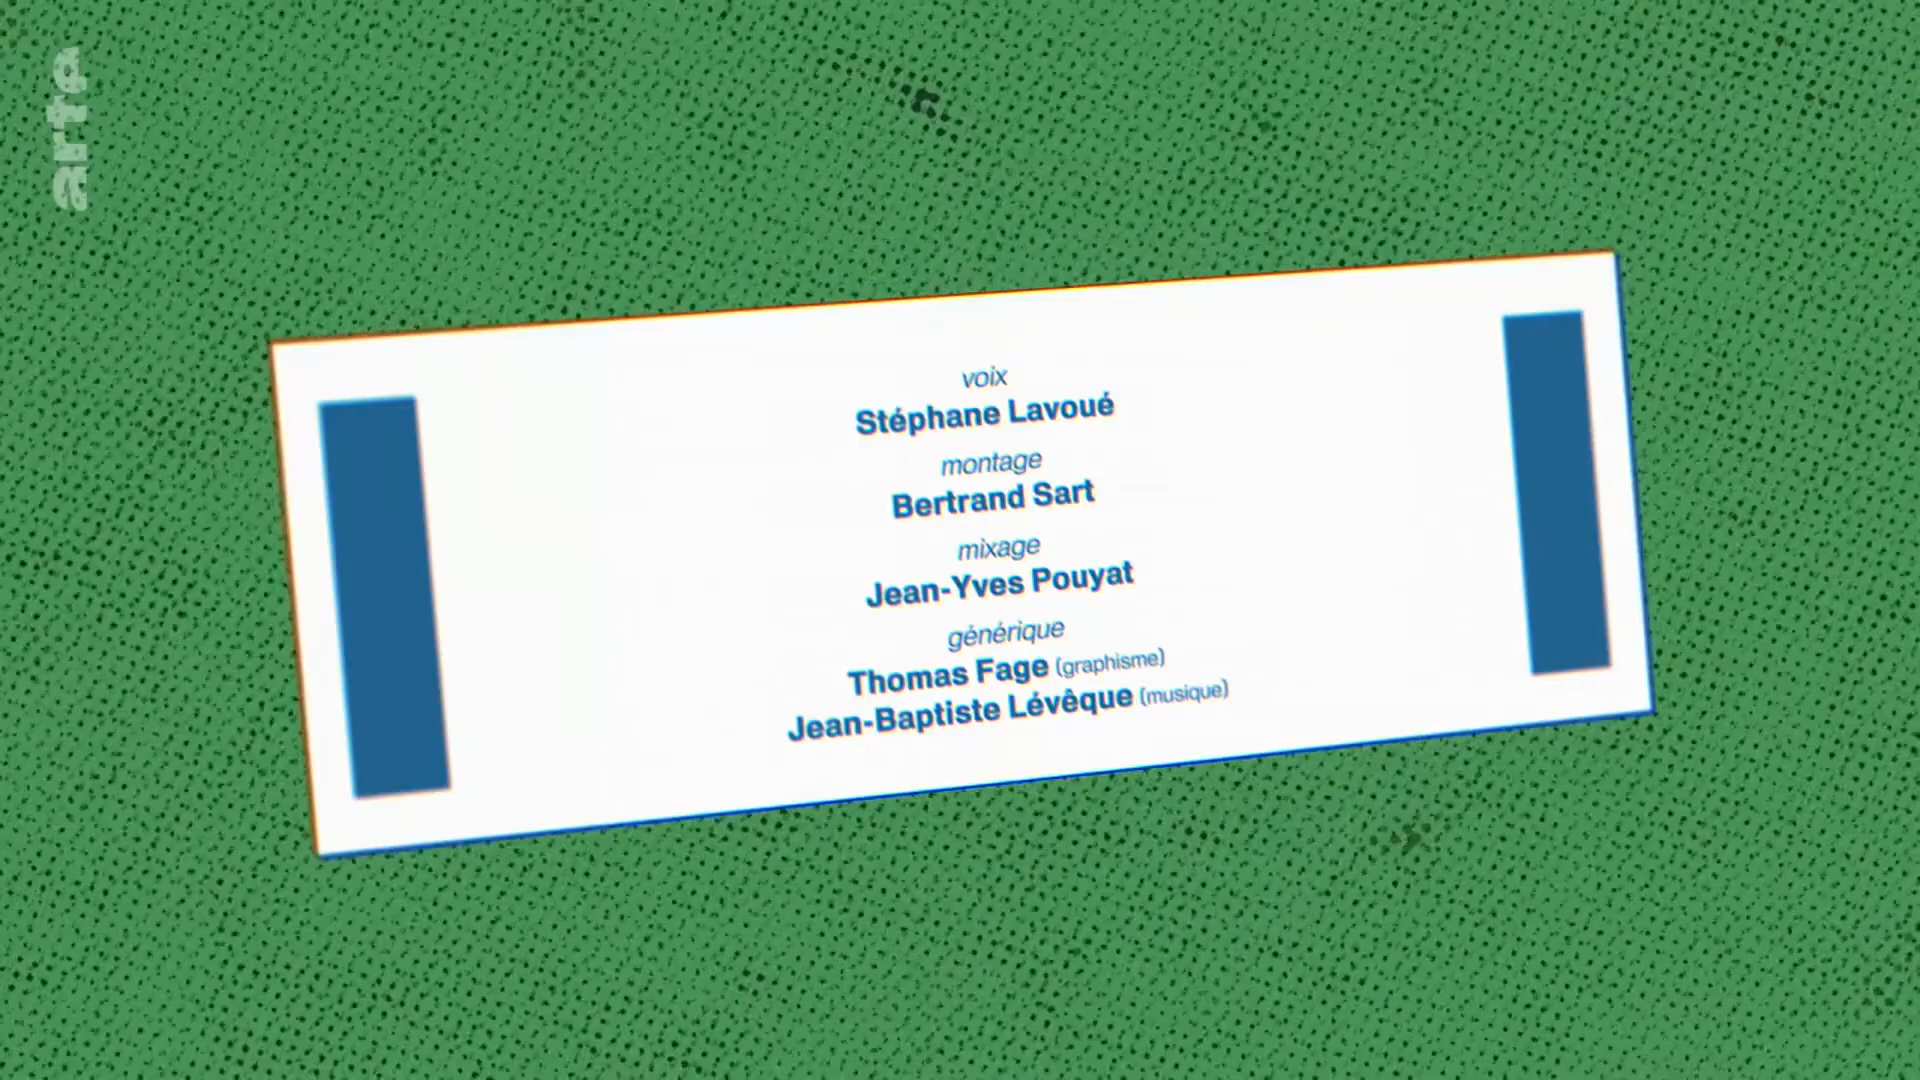 arte
voix
Stéphane Lavoué
montage
Bertrand Sart
mixage
Jean-Yves Pouyat
générique
Thomas Fage (graphisme)
Jean-Baptiste Lévêque (musique)